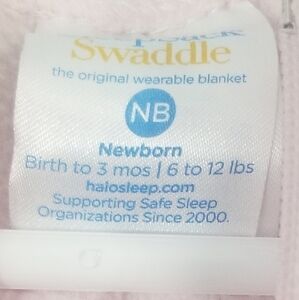 Swaddle
the original wearable blanket
NB
Newborn
Birth to 3 mos | 6 to 12 lbs
halosleep.com
Supporting Safe Sleep
Organizations Since 2000.